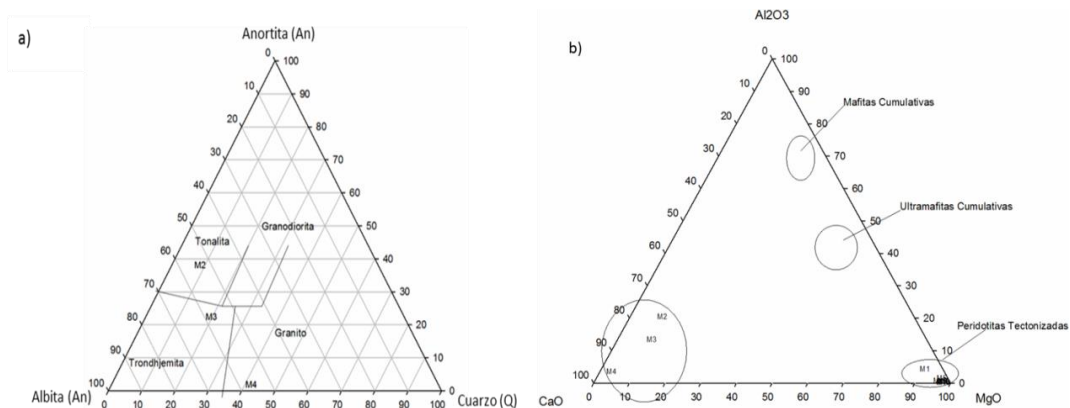 a)
Anortita (An)
0 100
10 90
20 80
30 70
40 60
Granodiorita
50 50
Tonalita
60 M2 40
70 30
M3
80 Granito 20
90 10
Trondhjemita
100 M4 0
Albita (An) 0 10 20 30 40 50 60 70 80 90 100 Cuarzo (Q)
b)
Al2O3
0 100
10 90
Mafitas Cumulativas
20 80
30 70
40 60
Ultramafitas Cumulativas
50 50
60 40
70 30
80 M2 20
Peridotitas Tectonizadas
90 M3 10
M4 M1
100 0
CaO 0 10 20 30 40 50 60 70 80 90 100 MgO